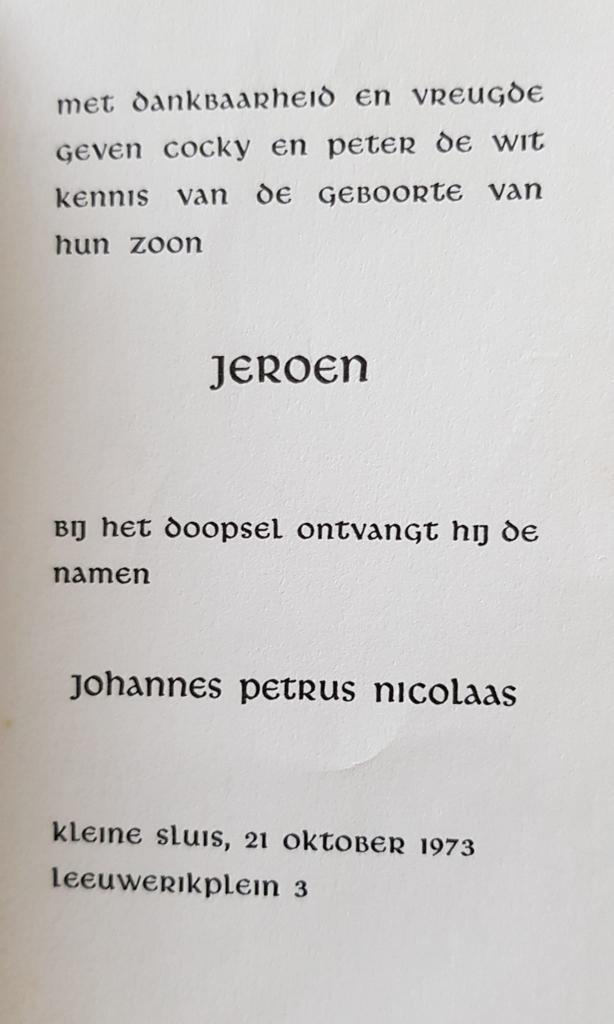 met dankbaarheid en vreugde
geven cocky en peter de wit
kennis van de geboorte van
hun zoon
JEROEN
bij het doopsel ontvangt hij de
namen
Johannes Petrus Nicolaas
kleine sluis, 21 oktober 1973
leeuwerikplein 3